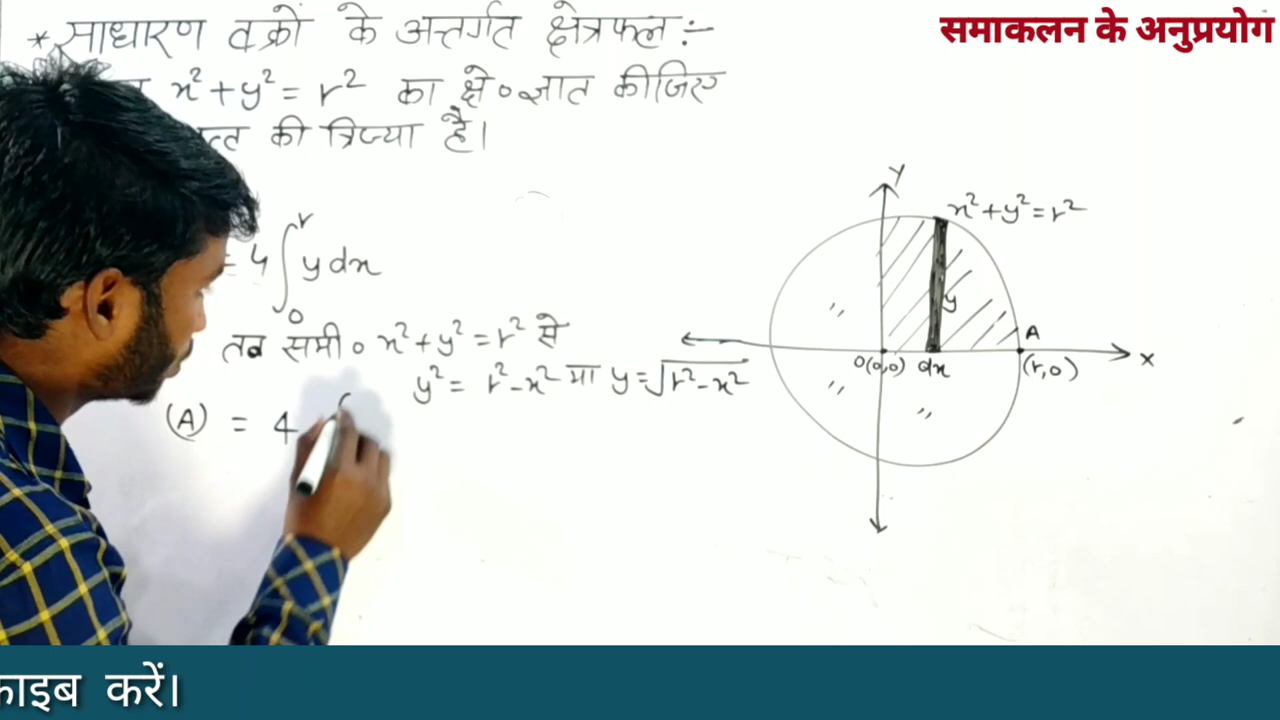 समाकलन के अनुप्रयोग
* साधारण वक्रों के अन्तर्गत क्षेत्रफल :-
x²+y²= r² का क्षे०ज्ञात कीजिए
की त्रिज्या है।
= 4∫₀ʳ y dx
तब समी० x²+y²=r² से
y² = r²-x² या y=√r²-x²
(A) = 4
Y
x²+y²=r²
y
A
O(0,0) dx (r,0) X
करें।